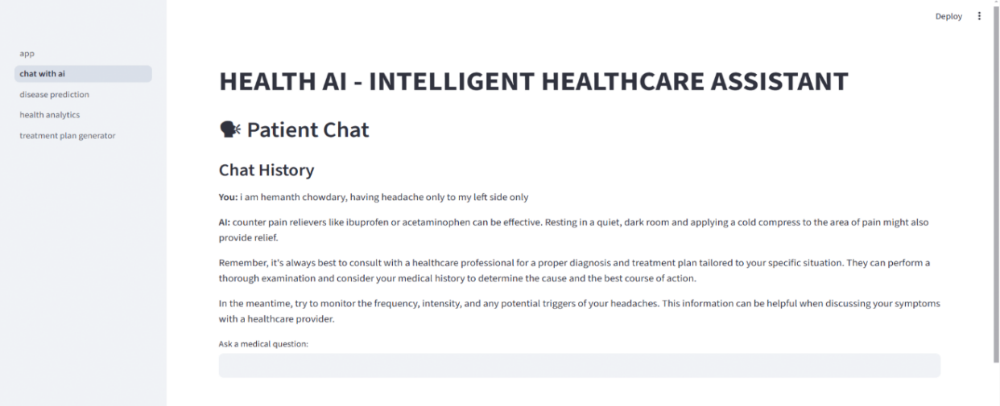 Deploy
app
chat with ai
disease prediction
health analytics
treatment plan generator
HEALTH AI - INTELLIGENT HEALTHCARE ASSISTANT
Patient Chat
Chat History
You: i am hemanth chowdary, having headache only to my left side only
AI: counter pain relievers like ibuprofen or acetaminophen can be effective. Resting in a quiet, dark room and applying a cold compress to the area of pain might also
provide relief.
Remember, it's always best to consult with a healthcare professional for a proper diagnosis and treatment plan tailored to your specific situation. They can perform a
thorough examination and consider your medical history to determine the cause and the best course of action.
In the meantime, try to monitor the frequency, intensity, and any potential triggers of your headaches. This information can be helpful when discussing your symptoms
with a healthcare provider.
Ask a medical question: